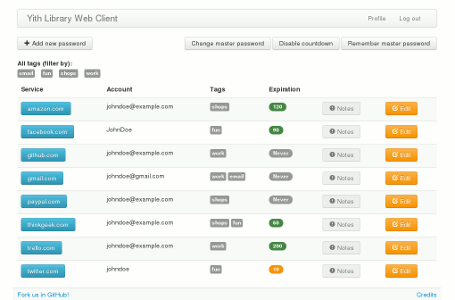 Yith Library Web Client
Profile Log out
Add new password
Change master password Disable countdown Remember master password
All tags (filter by):
email fun shops work
Service Account Tags Expiration
amazon.com johndoe@example.com shops 120 Notes Edit
facebook.com JohnDoe fun 90 Notes Edit
github.com johndoe@example.com work Never Notes Edit
gmail.com johndoe@gmail.com work email Never Notes Edit
paypal.com johndoe@example.com shops Never Notes Edit
thinkgeek.com johndoe@example.com shops fun 60 Notes Edit
trello.com johndoe@example.com work 200 Notes Edit
twitter.com johndoe fun Notes Edit
Fork us in GitHub! Credits